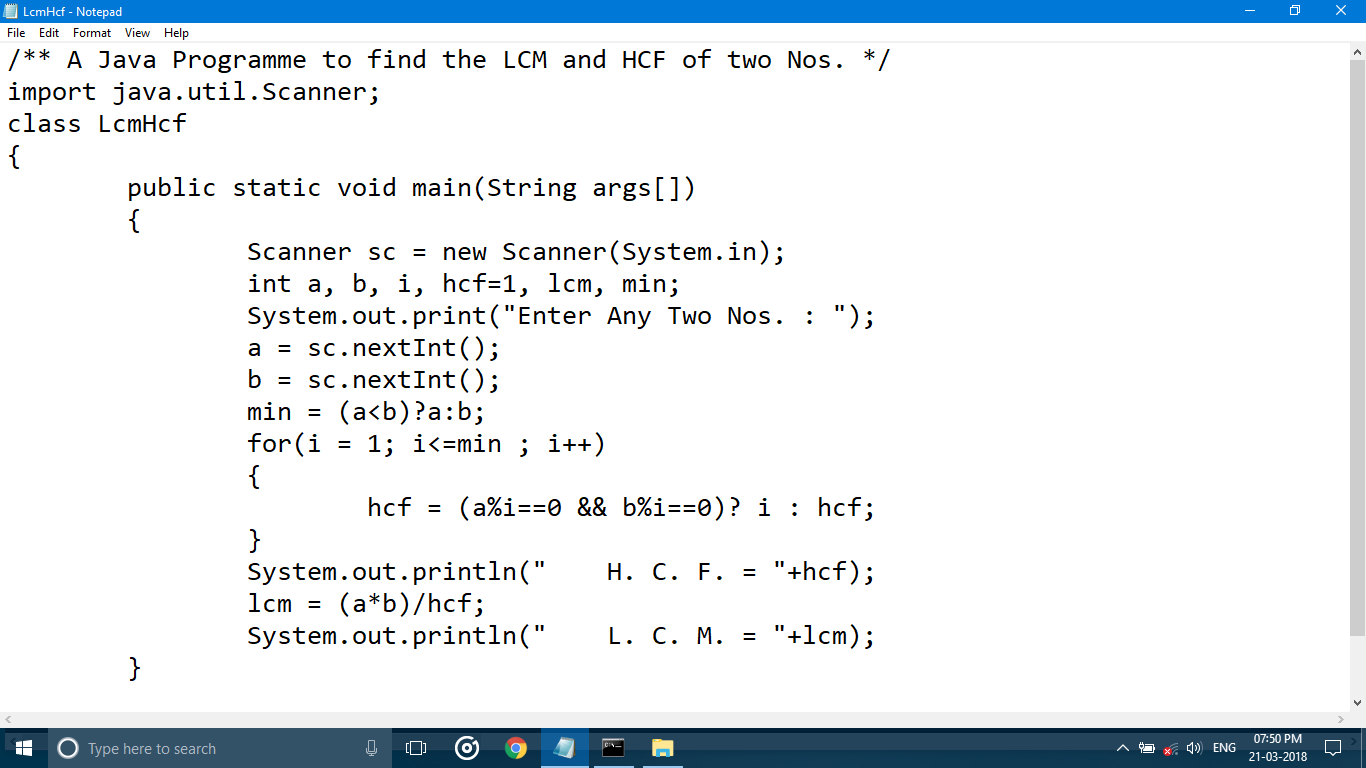 LcmHcf - Notepad
File Edit Format View Help
/** A Java Programme to find the LCM and HCF of two Nos. */
import java.util.Scanner;
class LcmHcf
{
        public static void main(String args[])
        {
                Scanner sc = new Scanner(System.in);
                int a, b, i, hcf=1, lcm, min;
                System.out.print("Enter Any Two Nos. : ");
                a = sc.nextInt();
                b = sc.nextInt();
                min = (a<b)?a:b;
                for(i = 1; i<=min ; i++)
                {
                        hcf = (a%i==0 && b%i==0)? i : hcf;
                }
                System.out.println("    H. C. F. = "+hcf);
                lcm = (a*b)/hcf;
                System.out.println("    L. C. M. = "+lcm);
        }
Type here to search
ENG
07:50 PM
21-03-2018